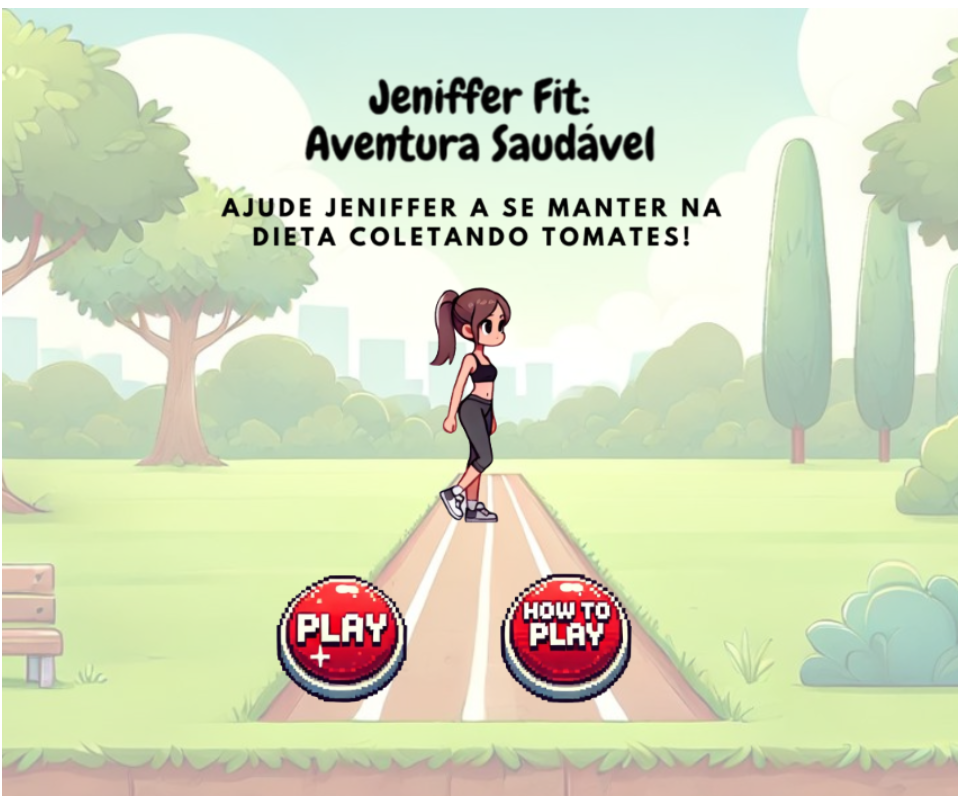 Jeniffer Fit:
Aventura Saudável
AJUDE JENIFFER A SE MANTER NA
DIETA COLETANDO TOMATES!
PLAY
HOW TO
PLAY